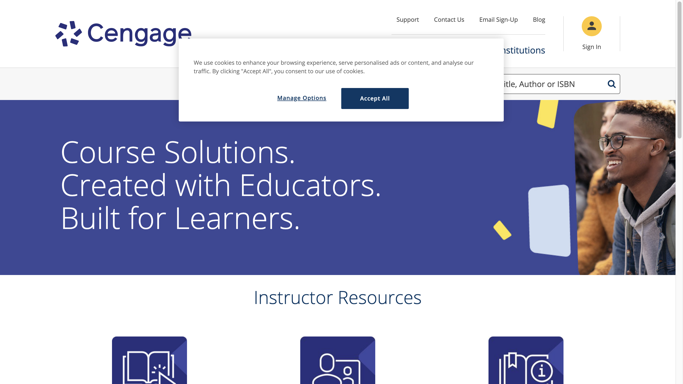 Support Contact Us Email Sign-Up Blog
Cengage
Sign In
nstitutions
We use cookies to enhance your browsing experience, serve personalised ads or content, and analyse our
traffic. By clicking "Accept All", you consent to our use of cookies.
itle, Author or ISBN
Manage Options
Accept All
Course Solutions.
Created with Educators.
Built for Learners.
Instructor Resources